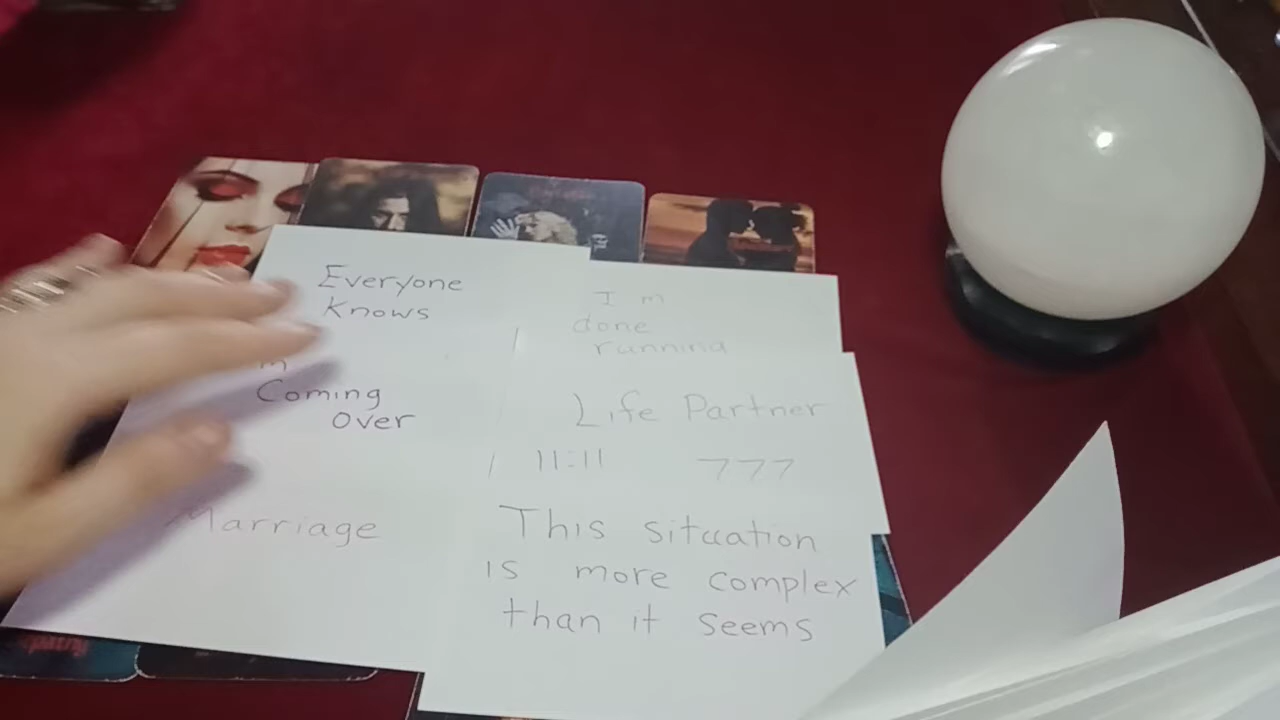 Everyone
Knows
m
Coming
Over
Marriage
I m
done
running
Life Partner
11:11 777
This situation
is more complex
than it seems